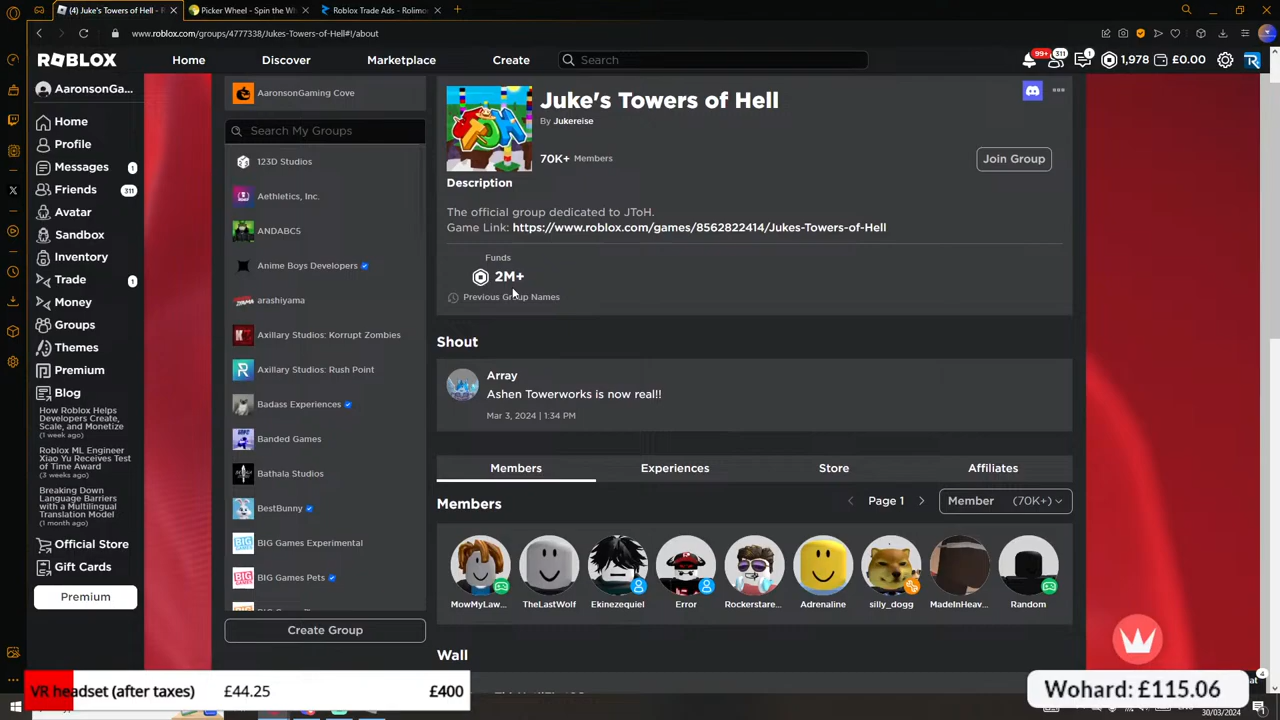 (4) Juke's Towers of Hell - R
Picker Wheel - Spin the W
Roblox Trade Ads - Rolimo
www.roblox.com/groups/4777338/Jukes-Towers-of-Hell#!/about
ROBLOX
Home
Discover
Marketplace
Create
Search
99+
311
1
1,978
£0.00
AaronsonGa...
Home
Profile
Messages
1
Friends
311
Avatar
Sandbox
Inventory
Trade
1
Money
Groups
Themes
Premium
Blog
How Roblox Helps
Developers Create,
Scale, and Monetize
(1 week ago)
Roblox ML Engineer
Xiao Yu Receives Test
of Time Award
(3 weeks ago)
Breaking Down
Language Barriers
with a Multilingual
Translation Model
(1 month ago)
Official Store
Gift Cards
Premium
AaronsonGaming Cove
Search My Groups
123D Studios
Aethletics, Inc.
ANDABCS
Anime Boys Developers
arashiyama
Axillary Studios: Korrupt Zombies
Axillary Studios: Rush Point
Badass Experiences
Banded Games
Bathala Studios
BestBunny
BIG Games Experimental
BIG Games Pets
Create Group
TOH
Juke's Towers of Hell
By Jukereise
70K+ Members
Join Group
Description
The official group dedicated to JToH.
Game Link: https://www.roblox.com/games/8562822414/Jukes-Towers-of-Hell
Funds
2M+
Previous Group Names
Shout
Array
Ashen Towerworks is now real!!
Mar 3, 2024 | 1:34 PM
Members
Experiences
Store
Affiliates
Members
Page 1
Member (70K+)
MowMyLaw...
TheLastWolf
Ekinezequiel
Error
Rockerstare...
Adrenaline
silly_dogg
MadeInHeav...
Random
Wall
VR headset (after taxes)
£44.25
£400
Wohard: £115.06
4
30/03/2024